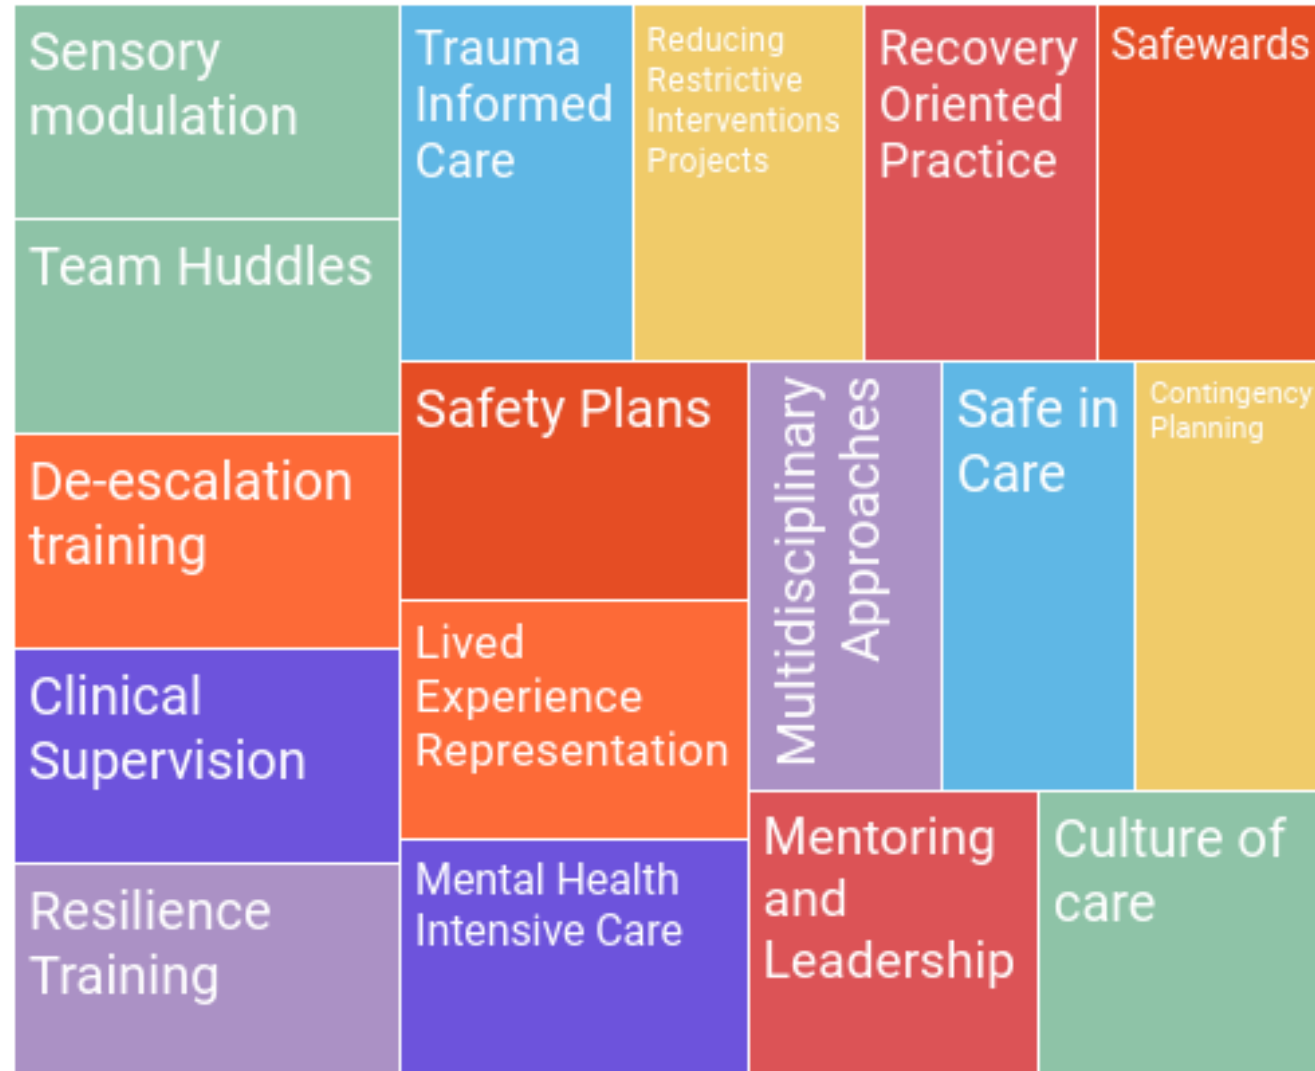 Sensory
modulation
Team Huddles
De-escalation
training
Clinical
Supervision
Resilience
Training
Trauma
Informed
Care
Reducing
Restrictive
Interventions
Projects
Recovery
Oriented
Practice
Safewards
Safety Plans
Lived
Experience
Representation
Mental Health
Intensive Care
Multidisciplinary
Approaches
Safe in
Care
Contingency
Planning
Mentoring
and
Leadership
Culture of
care